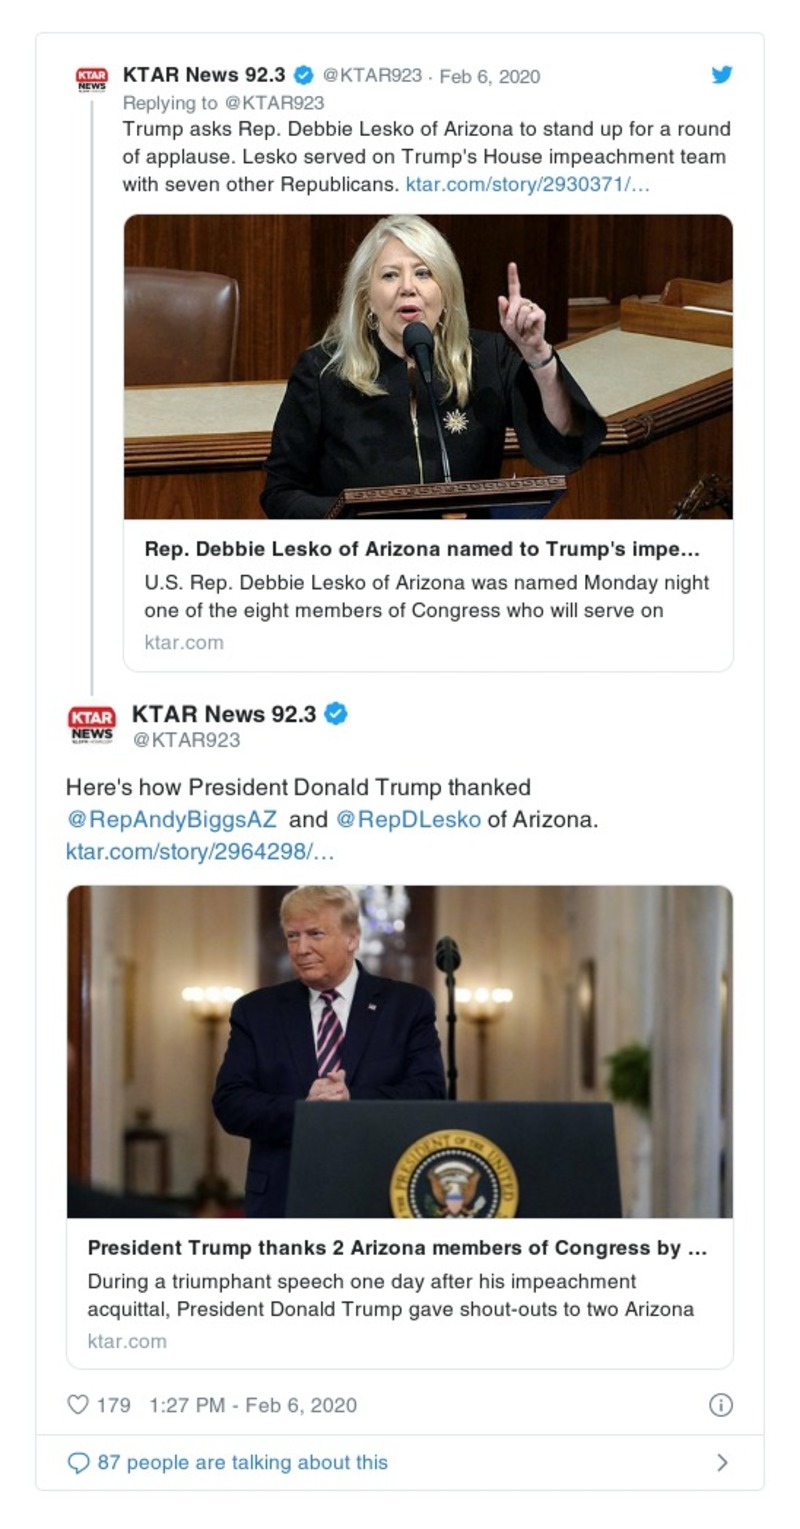 KTAR
NEWS
KTAR News 92.3 @KTAR923 · Feb 6, 2020
Replying to @KTAR923
Trump asks Rep. Debbie Lesko of Arizona to stand up for a round
of applause. Lesko served on Trump's House impeachment team
with seven other Republicans. ktar.com/story/2930371/…
Rep. Debbie Lesko of Arizona named to Trump's impe...
U.S. Rep. Debbie Lesko of Arizona was named Monday night
one of the eight members of Congress who will serve on
ktar.com
KTAR
NEWS
KTAR News 92.3
@KTAR923
Here's how President Donald Trump thanked
@RepAndyBiggsAZ and @RepDLesko of Arizona.
ktar.com/story/2964298/…
PRESIDENT OF THE UNITED
President Trump thanks 2 Arizona members of Congress by ...
During a triumphant speech one day after his impeachment
acquittal, President Donald Trump gave shout-outs to two Arizona
ktar.com
179 1:27 PM - Feb 6, 2020
87 people are talking about this